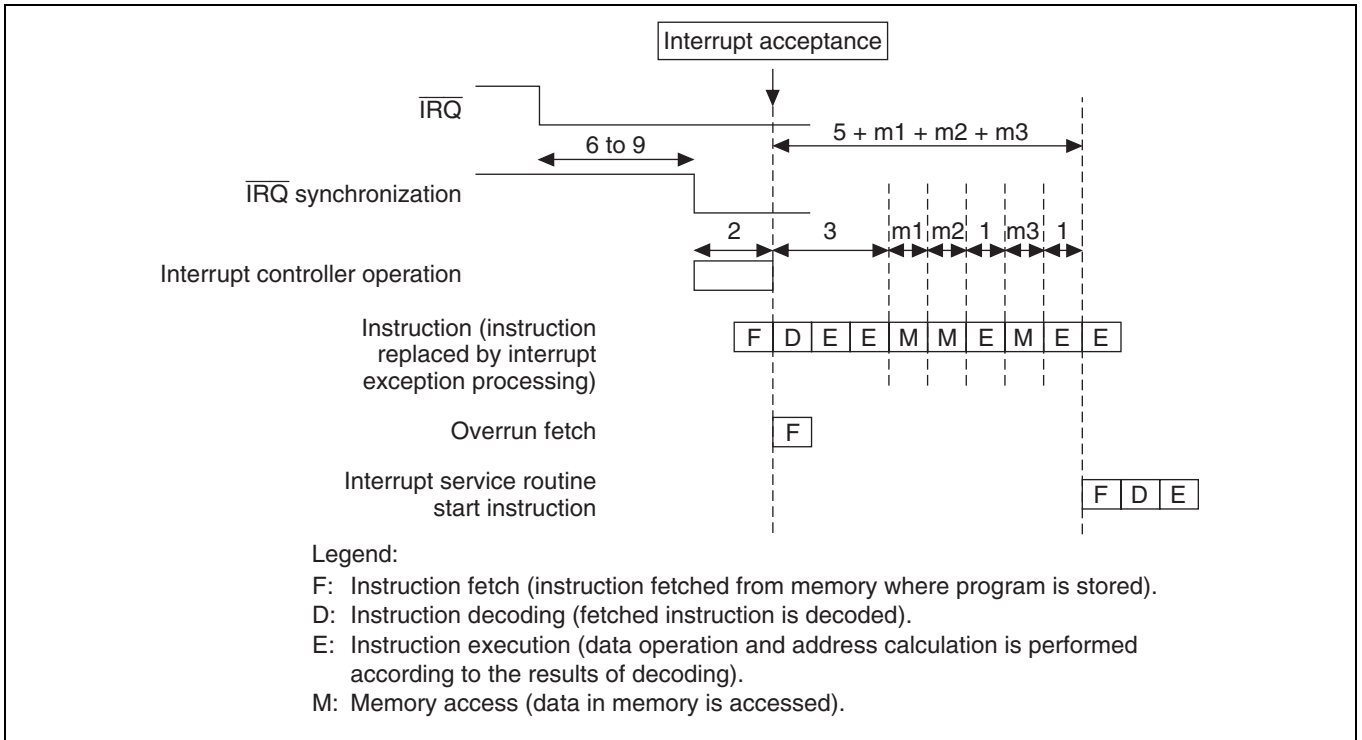 Interrupt acceptance
IRQ
5 + m1 + m2 + m3
6 to 9
IRQ synchronization
2 3 m1 m2 1 m3 1
Interrupt controller operation
Instruction (instruction
replaced by interrupt
exception processing)
F D E E M M E M E E
Overrun fetch
F
Interrupt service routine
start instruction
F D E
Legend:
F: Instruction fetch (instruction fetched from memory where program is stored).
D: Instruction decoding (fetched instruction is decoded).
E: Instruction execution (data operation and address calculation is performed
according to the results of decoding).
M: Memory access (data in memory is accessed).